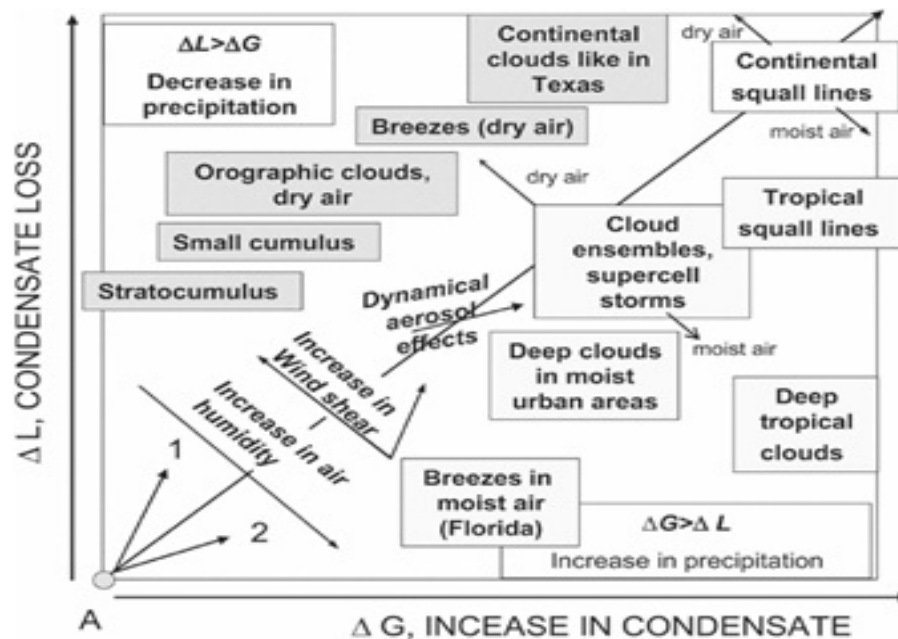 ΔL>ΔG
Decrease in
precipitation
Continental
clouds like in
Texas
dry air
Continental
squall lines
moist air
Breezes (dry air)
Orographic clouds,
dry air
dry air
Tropical
squall lines
Small cumulus
Cloud
ensembles,
supercell
storms
Stratocumulus
Dynamical
aerosol
effects
moist air
Increase in
Wind shear
Deep clouds
in moist
urban areas
Deep
tropical
clouds
Increase in air
humidity
1
2
Breezes in
moist air
(Florida)
ΔG>Δ L
Increase in precipitation
Δ L, CONDENSATE LOSS
A
Δ G, INCEASE IN CONDENSATE